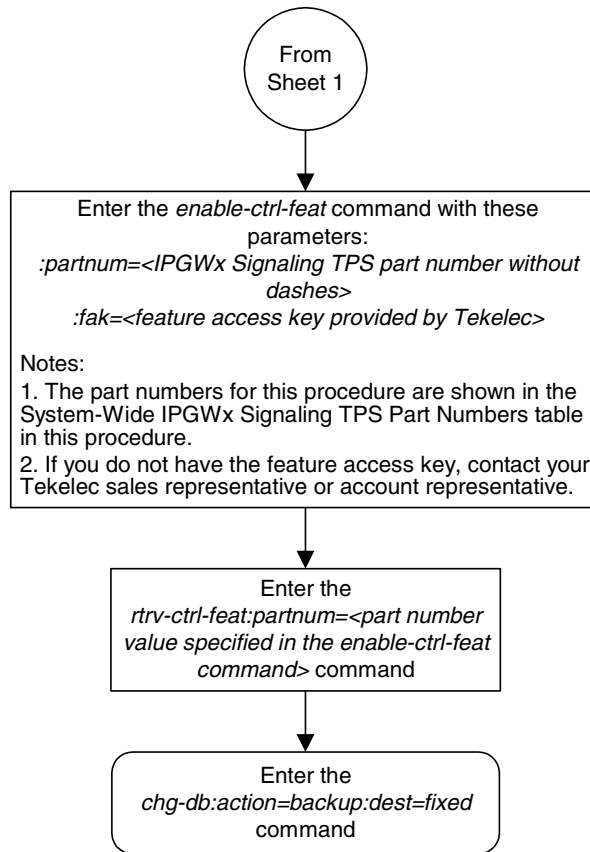 From
Sheet 1
Enter the enable-ctrl-feat command with these
parameters:
:partnum=<IPGWx Signaling TPS part number without
dashes>
:fak=<feature access key provided by Tekelec>
Notes:
1. The part numbers for this procedure are shown in the
System-Wide IPGWx Signaling TPS Part Numbers table
in this procedure.
2. If you do not have the feature access key, contact your
Tekelec sales representative or account representative.
Enter the
rtrv-ctrl-feat:partnum=<part number
value specified in the enable-ctrl-feat
command> command
Enter the
chg-db:action=backup:dest=fixed
command